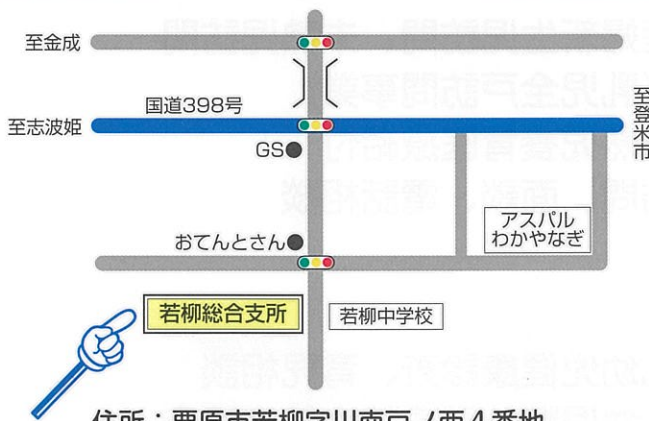 至金成
国道398号
至志波姫
至登米市
GS
おてんとさん
アスパル
わかやなぎ
若柳総合支所
若柳中学校
住所：栗原市若柳字川南戸ノ西4番地